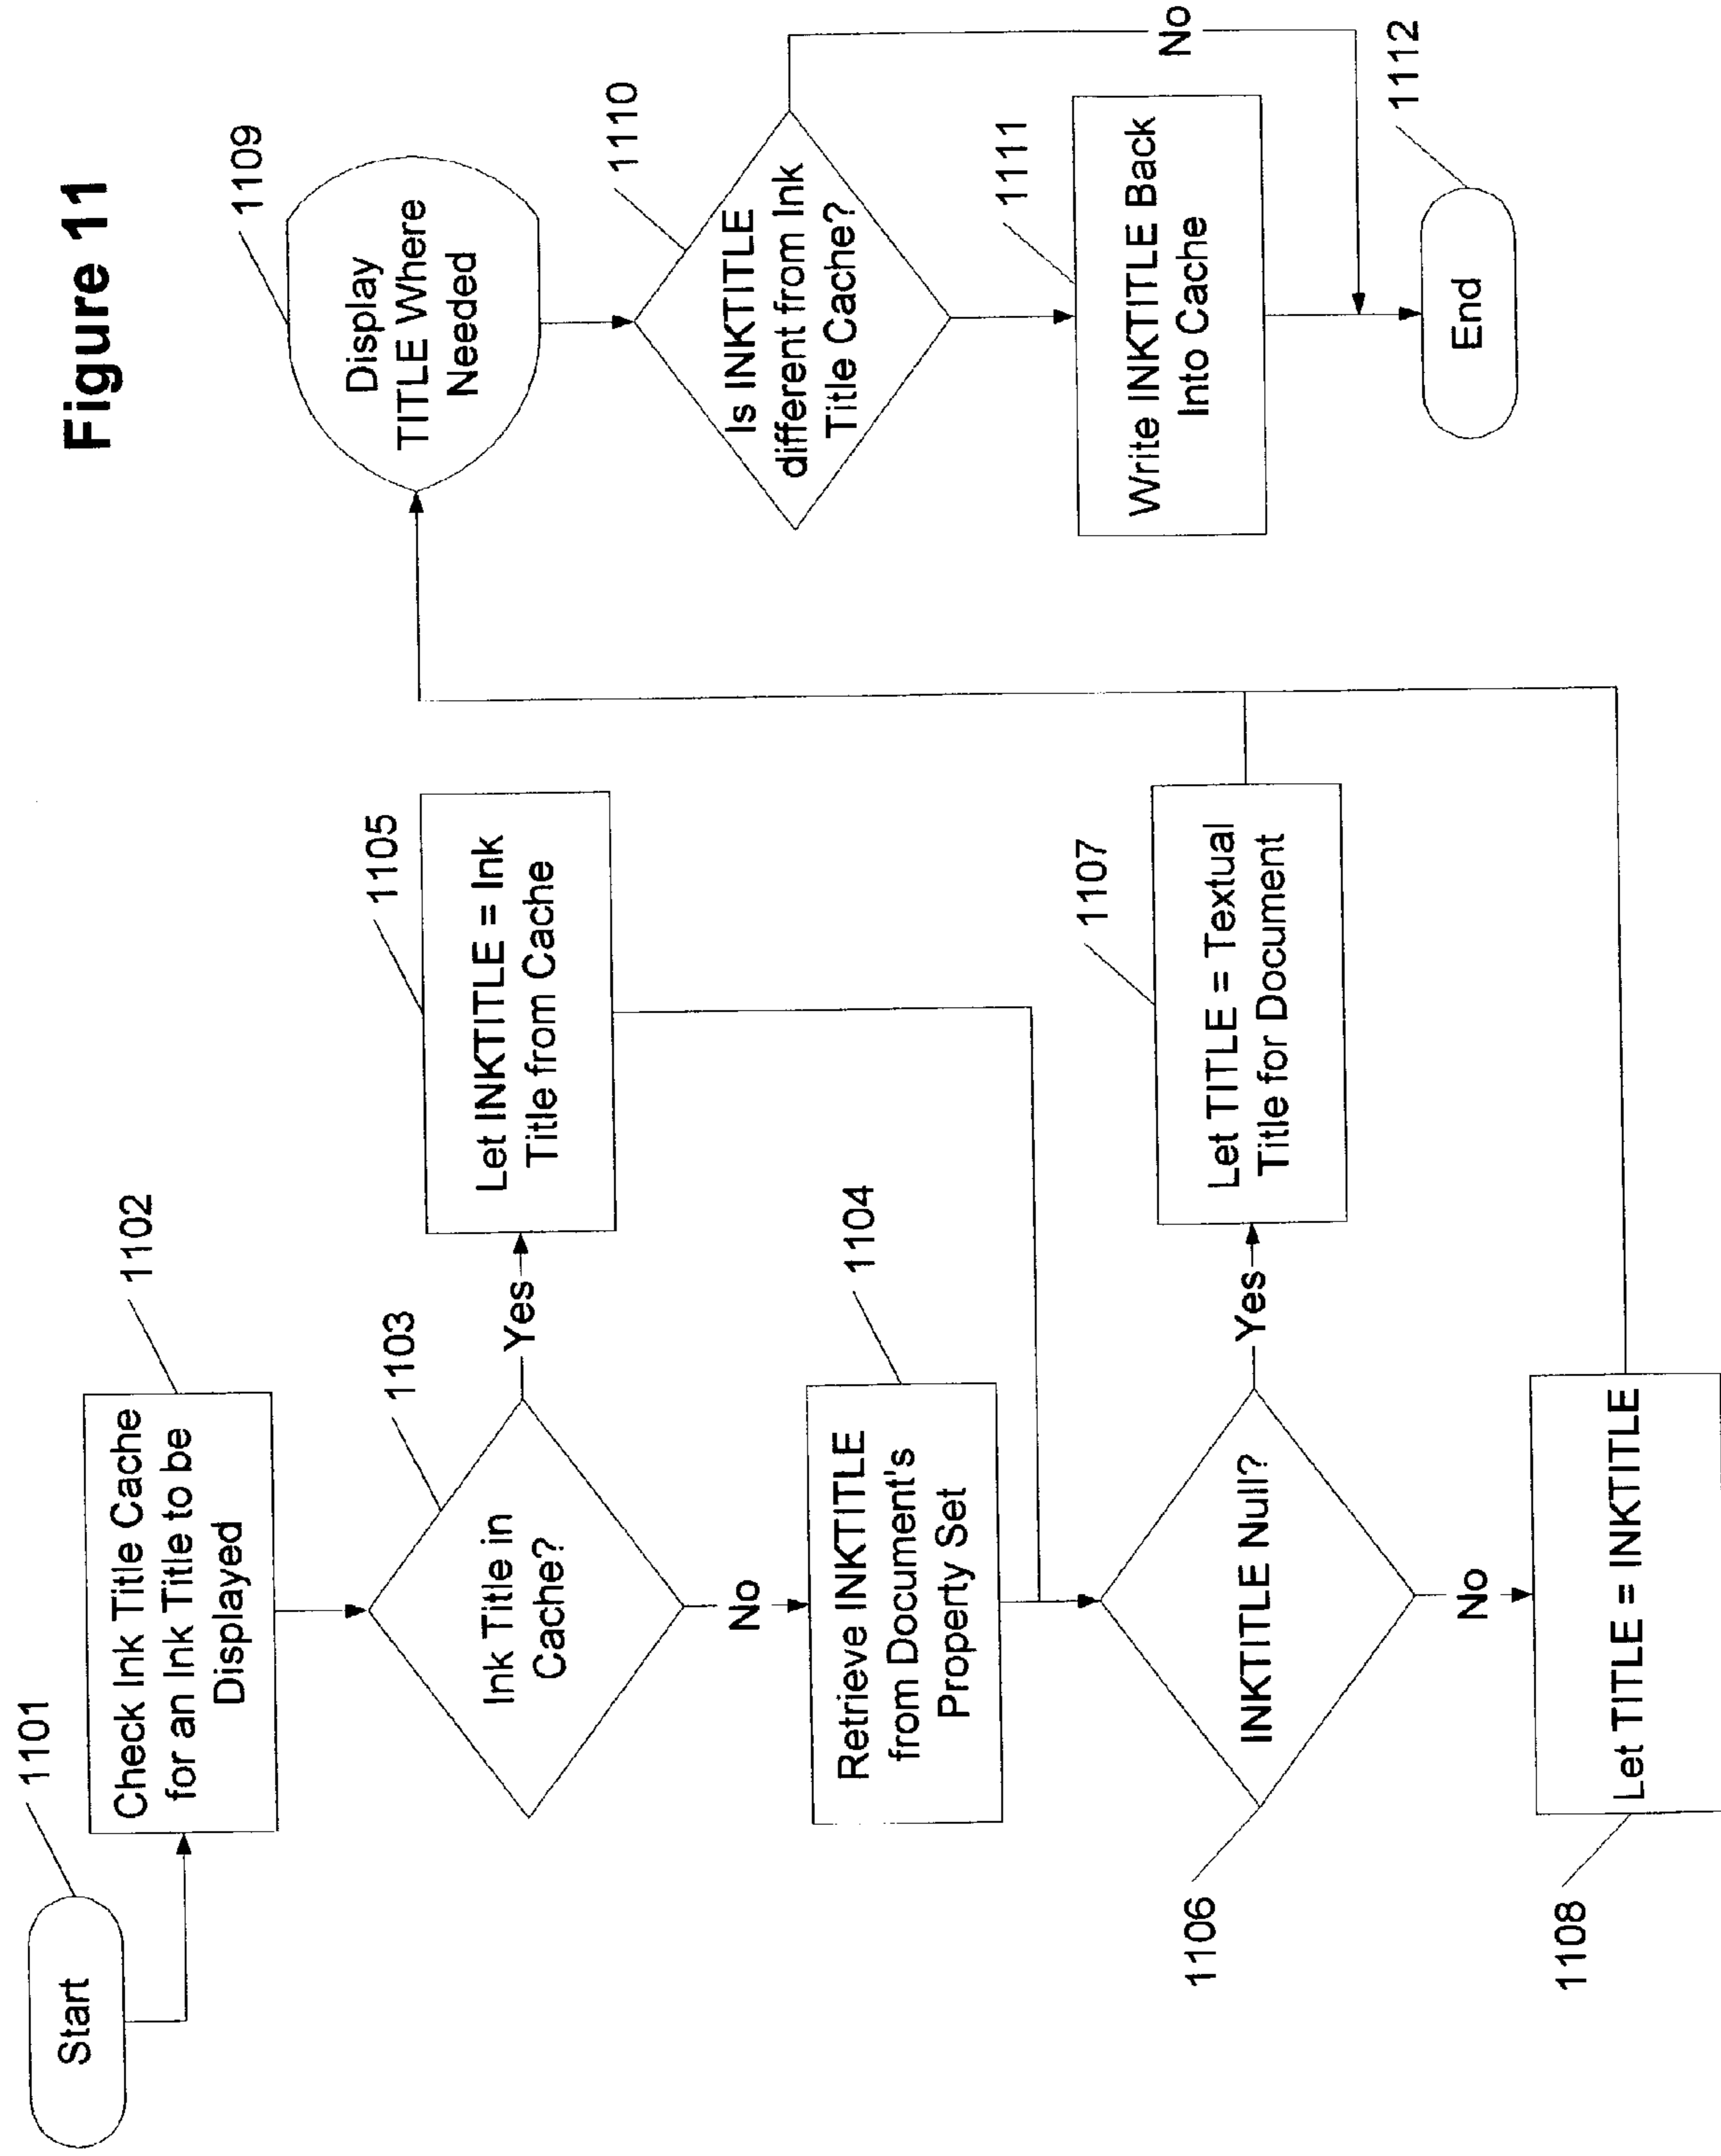 Figure 11
Start
1101
Check Ink Title Cache
for an Ink Title to be
Displayed
1102
Ink Title in
Cache?
1103
Yes
Let INKTITLE = Ink
Title from Cache
1105
No
Retrieve INKTITLE
from Document's
Property Set
1104
INKTITLE Null?
1106
Yes
Let TITLE = Textual
Title for Document
1107
No
Let TITLE = INKTITLE
1108
Display
TITLE Where
Needed
1109
Is INKTITLE
different from Ink
Title Cache?
1110
No
Write INKTITLE Back
Into Cache
1111
End
1112